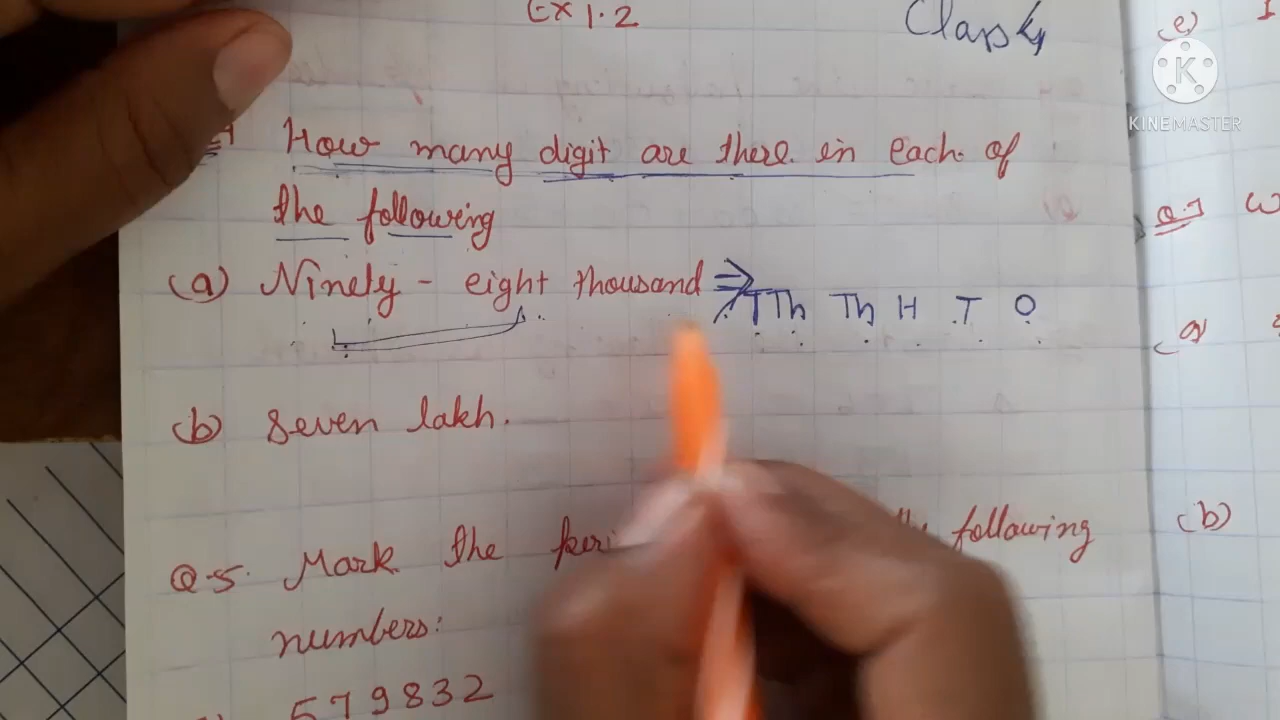 Ex 1.2
Class 4
How many digit are there in each of
the following
(a) Ninety - eight thousand ⇒ TTh Th H T O
(b) Seven lakh.
Q.5. Mark the following
numbers:
579832
(e)
KINEMASTER
Q.7
(a)
(b)